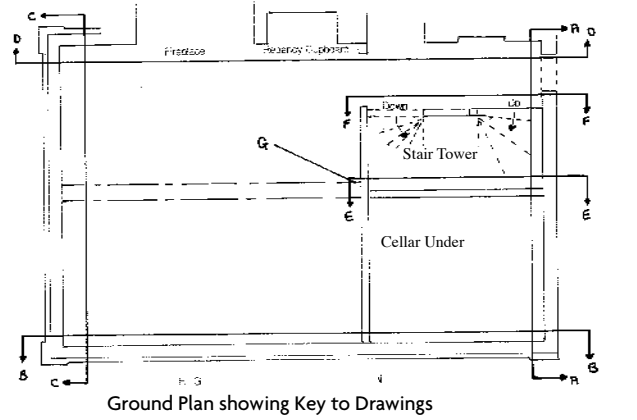 C
A
D
D
Fireplace
Regency Cupboard
Down
Up
F
F
G
Stair Tower
E
E
Cellar Under
B
B
C
A
Ground Plan showing Key to Drawings